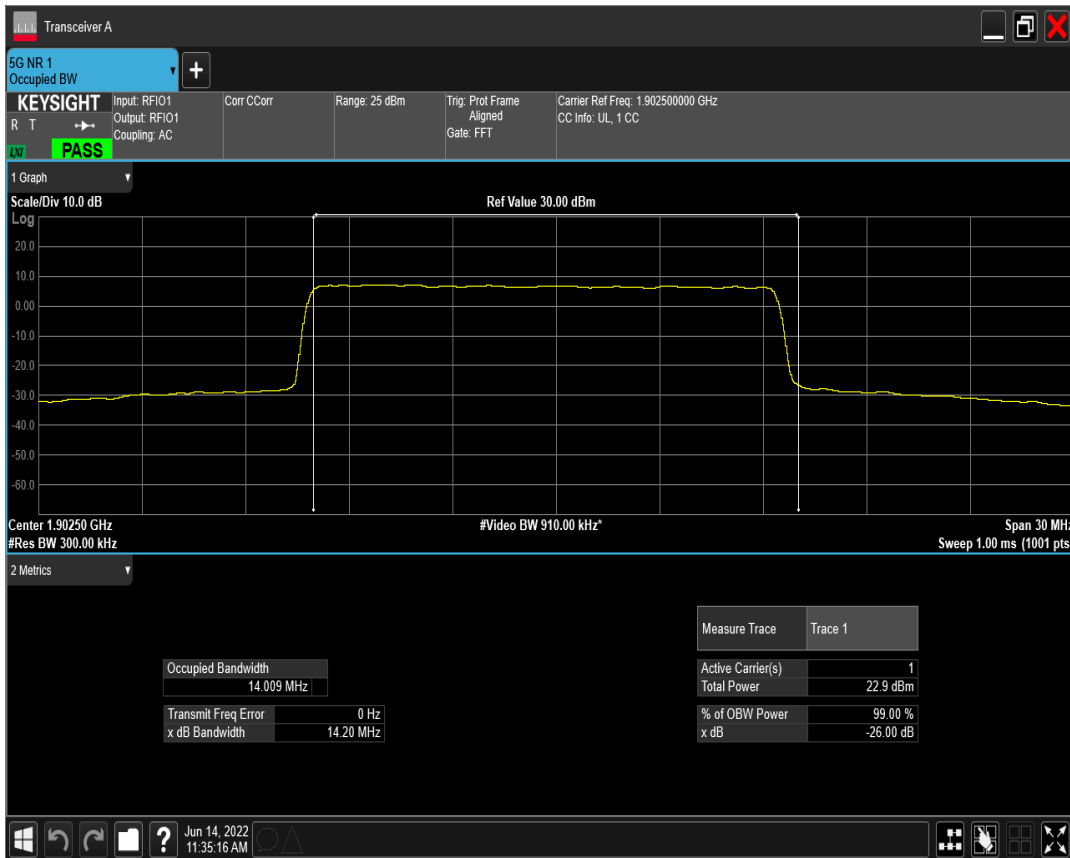 Transceiver A
5G NR 1
Occupied BW
KEYSIGHT
R T
LXI
PASS
Input: RFIO1
Output: RFIO1
Coupling: AC
Corr CCorr
Range: 25 dBm
Trig: Prot Frame
Aligned
Gate: FFT
Carrier Ref Freq: 1.902500000 GHz
CC Info: UL, 1 CC
1 Graph
Scale/Div 10.0 dB
Ref Value 30.00 dBm
Log
20.0
10.0
0.00
-10.0
-20.0
-30.0
-40.0
-50.0
-60.0
Center 1.90250 GHz
#Video BW 910.00 kHz*
Span 30 MHz
#Res BW 300.00 kHz
Sweep 1.00 ms (1001 pts
2 Metrics
Measure Trace Trace 1
Occupied Bandwidth
14.009 MHz
Active Carrier(s) 1
Total Power 22.9 dBm
Transmit Freq Error 0 Hz
x dB Bandwidth 14.20 MHz
% of OBW Power 99.00 %
x dB -26.00 dB
?
Jun 14, 2022
11:35:16 AM